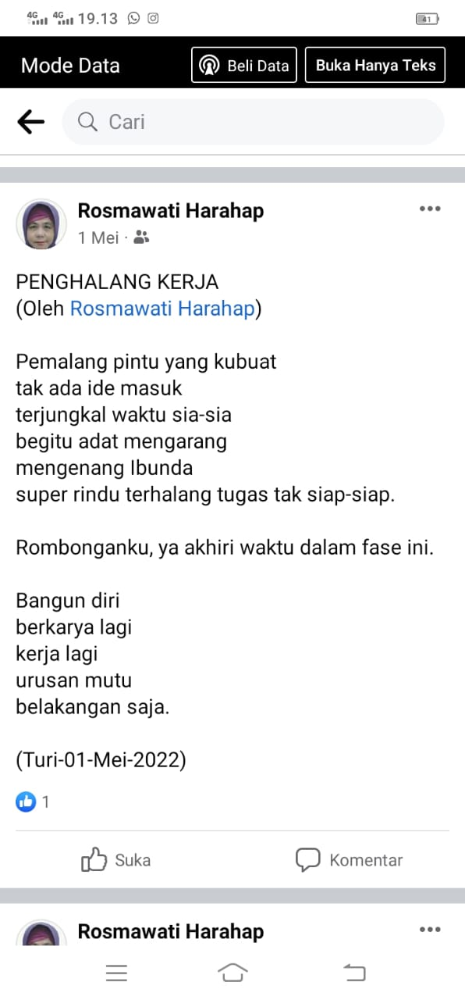 4G 4G 19.13 41
Mode Data Beli Data Buka Hanya Teks
Cari
Rosmawati Harahap
1 Mei ·
PENGHALANG KERJA
(Oleh Rosmawati Harahap)
Pemalang pintu yang kubuat
tak ada ide masuk
terjungkal waktu sia-sia
begitu adat mengarang
mengenang Ibunda
super rindu terhalang tugas tak siap-siap.
Rombonganku, ya akhiri waktu dalam fase ini.
Bangun diri
berkarya lagi
kerja lagi
urusan mutu
belakangan saja.
(Turi-01-Mei-2022)
1
Suka Komentar
Rosmawati Harahap